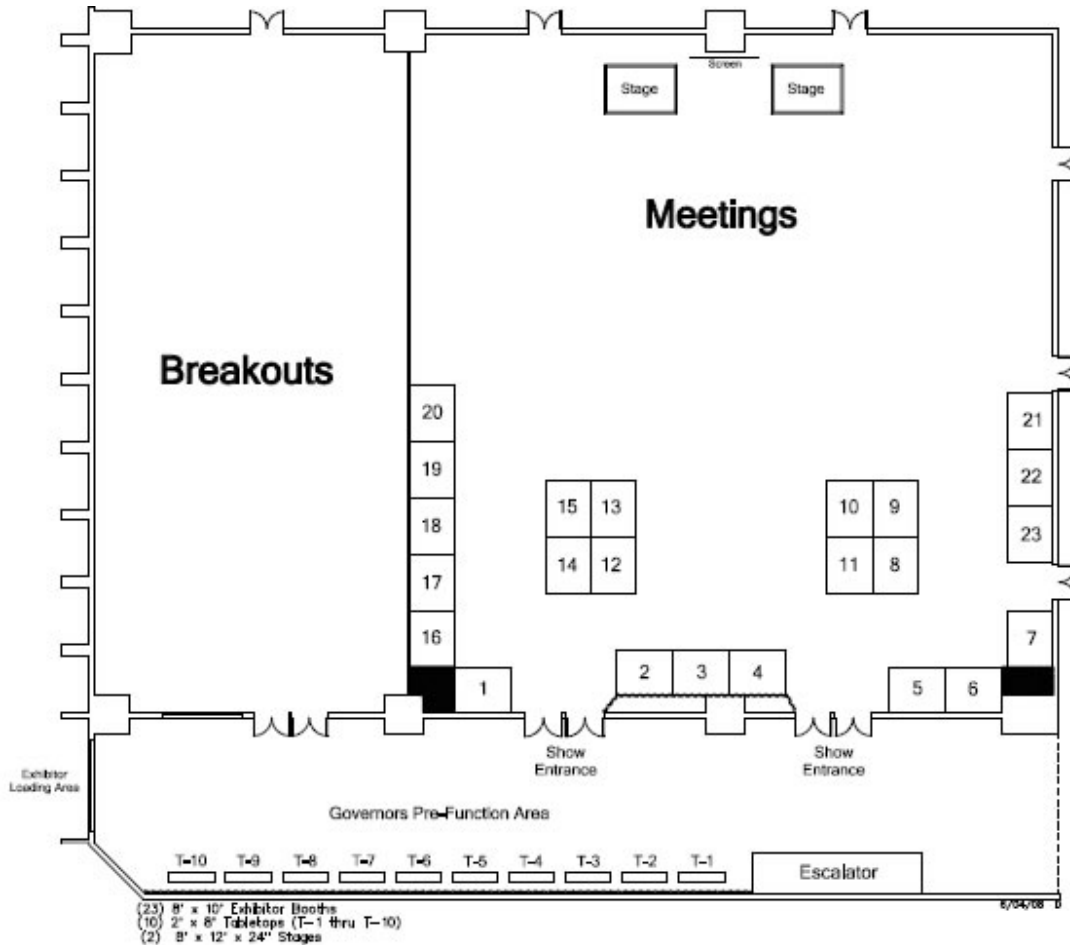 Screen
Stage
Stage
Meetings
Breakouts
20
21
19
22
15 13
10 9
18
23
14 12
11 8
17
16
7
2 3 4
1
5 6
Show
Entrance
Show
Entrance
Exhibitor
Loading Area
Governors Pre-Function Area
T-10 T-9 T-8 T-7 T-6 T-5 T-4 T-3 T-2 T-1
Escalator
(23) 8' x 10' Exhibitor Booths
(10) 2' x 8' Tabletops (T-1 thru T-10)
(2) 8' x 12' x 24" Stages
6/04/08 D